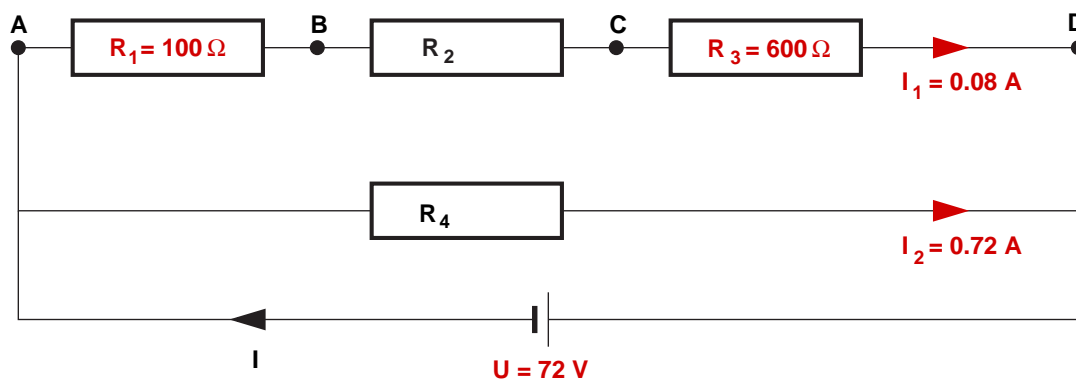 A
B
C
D
R1 = 100 Ω
R2
R3 = 600 Ω
I1 = 0.08 A
R4
I2 = 0.72 A
I
U = 72 V